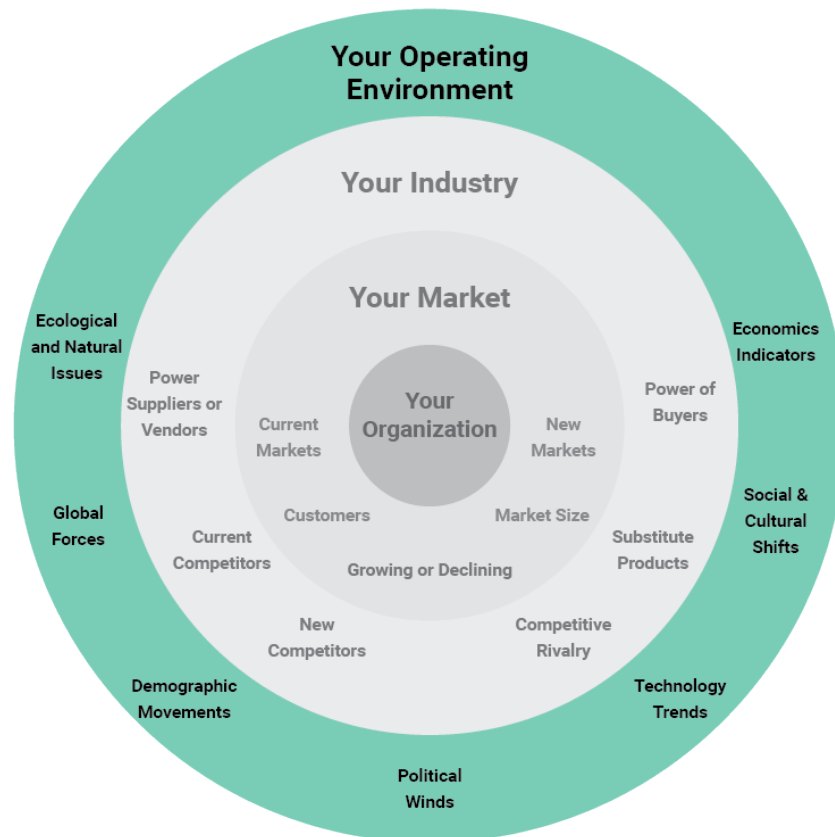 Your Operating
Environment
Your Industry
Your Market
Your
Organization
Ecological
and Natural
Issues
Economics
Indicators
Power
Suppliers or
Vendors
Power of
Buyers
Current
Markets
New
Markets
Global
Forces
Social &
Cultural
Shifts
Customers
Market Size
Current
Competitors
Substitute
Products
Growing or Declining
New
Competitors
Competitive
Rivalry
Demographic
Movements
Technology
Trends
Political
Winds